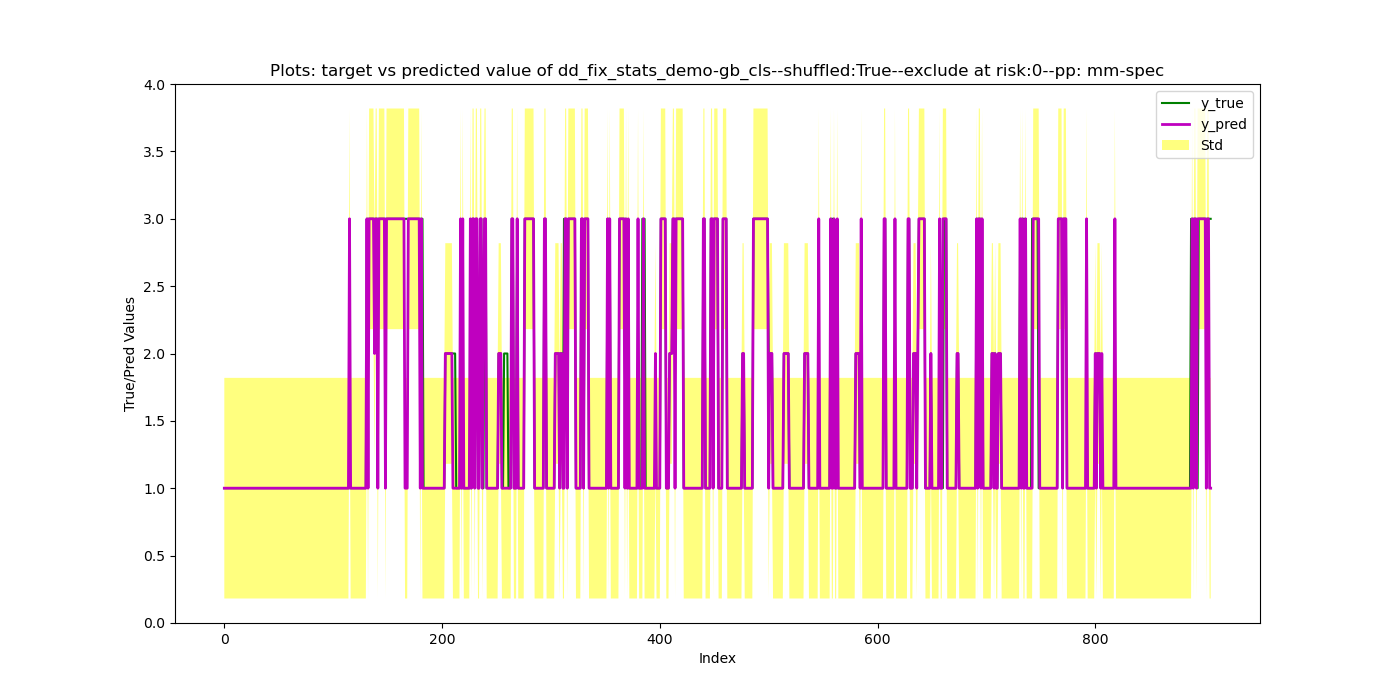 Plots: target vs predicted value of dd_fix_stats_demo-gb_cls--shuffled:True--exclude at risk:0--pp: mm-spec
4.0
3.5
3.0
2.5
2.0
1.5
1.0
0.5
0.0
True/Pred Values
y_true
y_pred
Std
0
200
400
600
800
Index